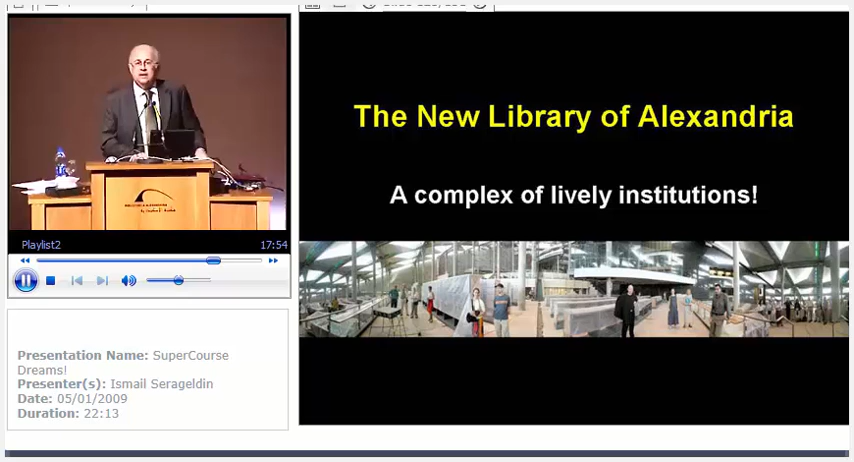 Playlist2
17:54
Presentation Name: SuperCourse
Dreams!
Presenter(s): Ismail Serageldin
Date: 05/01/2009
Duration: 22:13
The New Library of Alexandria
A complex of lively institutions!